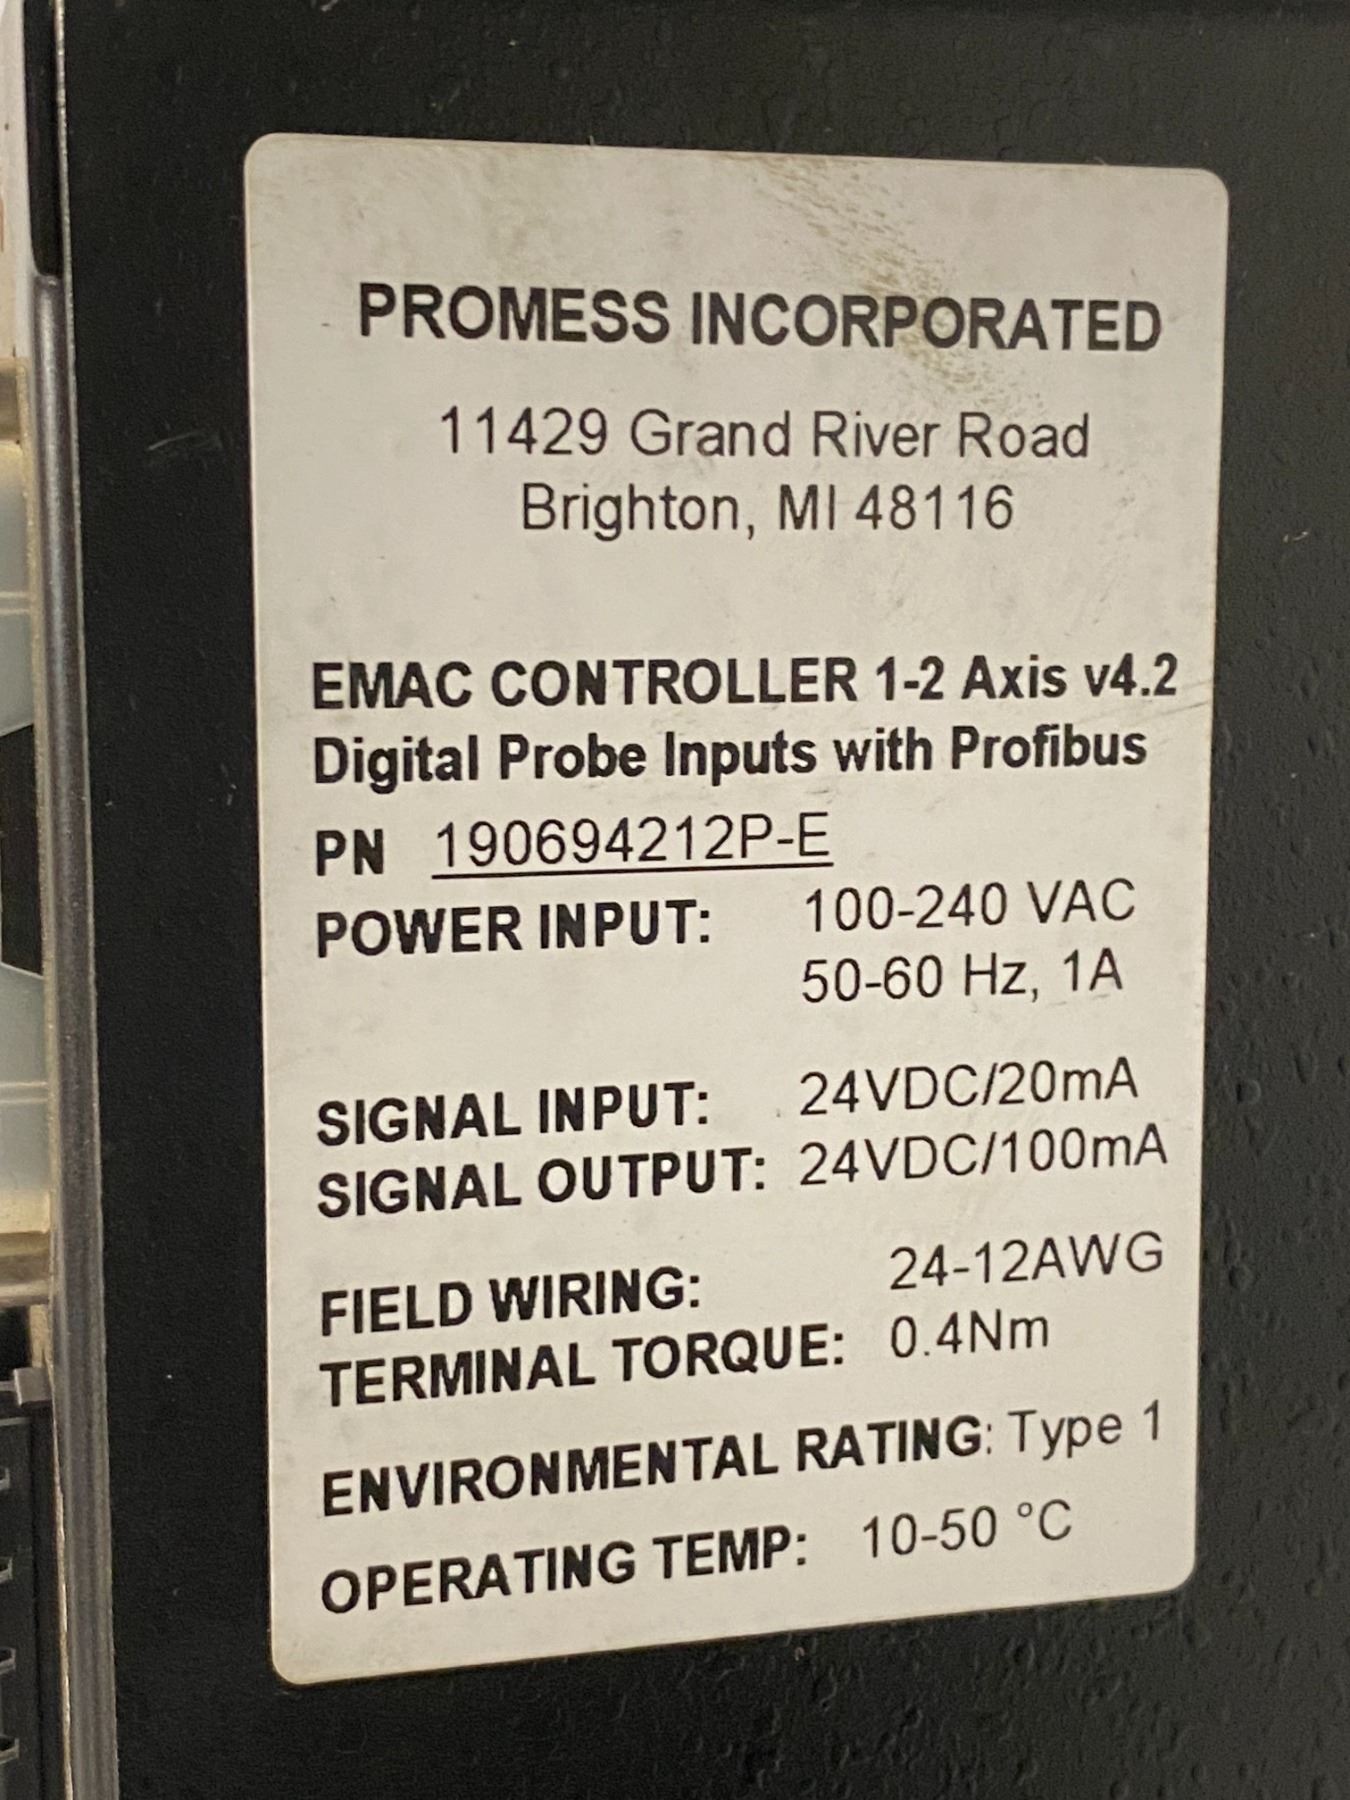 PROMESS INCORPORATED
11429 Grand River Road
Brighton, MI 48116
EMAC CONTROLLER 1-2 Axis v4.2
Digital Probe Inputs with Profibus
PN 190694212P-E
POWER INPUT: 100-240 VAC
50-60 Hz, 1A
SIGNAL INPUT: 24VDC/20mA
SIGNAL OUTPUT: 24VDC/100mA
FIELD WIRING: 24-12AWG
TERMINAL TORQUE: 0.4Nm
ENVIRONMENTAL RATING: Type 1
OPERATING TEMP: 10-50 °C